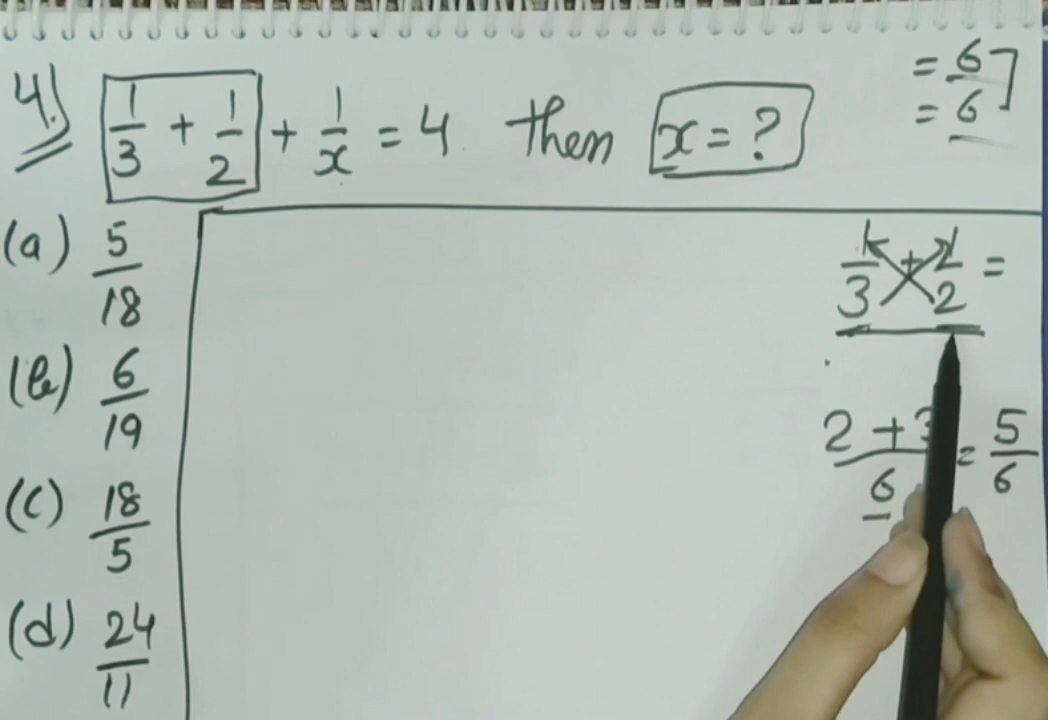 4) 1/3 + 1/2 + 1/x = 4 then x = ?
= 6
= 6
(a) 5/18
(b) 6/19
(c) 18/5
(d) 24/11
1/3 + 1/2 =
2 + 3/6 = 5/6